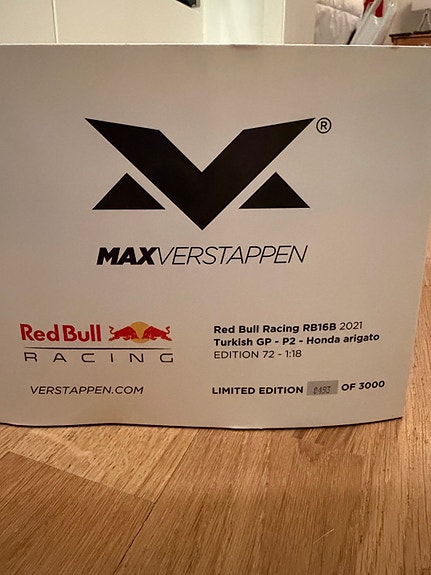 ®
MAXVERSTAPPEN
Red Bull
RACING
VERSTAPPEN.COM
Red Bull Racing RB16B 2021
Turkish GP - P2 - Honda arigato
EDITION 72 - 1:18
LIMITED EDITION OF 3000